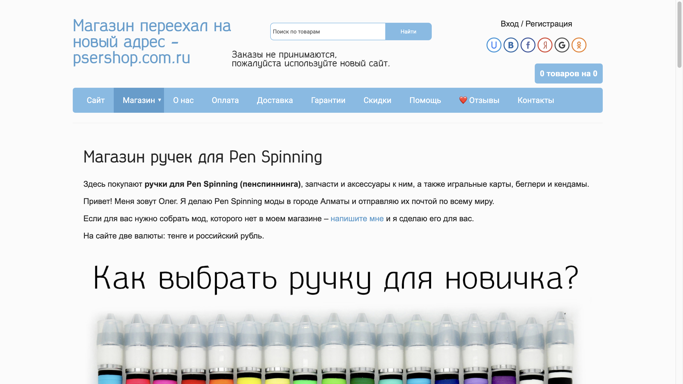 Магазин переехал на
новый адрес -
psershop.com.ru
Заказы не принимаются,
пожалуйста используйте новый сайт.
Поиск по товарам
Найти
Вход / Регистрация
0 товаров на 0
Сайт
Магазин ▾
О нас
Оплата
Доставка
Гарантии
Скидки
Помощь
❤️ Отзывы
Контакты
Магазин ручек для Pen Spinning
Здесь покупают ручки для Pen Spinning (пенспиннинга), запчасти и аксессуары к ним, а также игральные карты, беглери и кендамы.
Привет! Меня зовут Олег. Я делаю Pen Spinning моды в городе Алматы и отправляю их почтой по всему миру.
Если для вас нужно собрать мод, которого нет в моем магазине – напишите мне и я сделаю его для вас.
На сайте две валюты: тенге и российский рубль.
Как выбрать ручку для новичка?